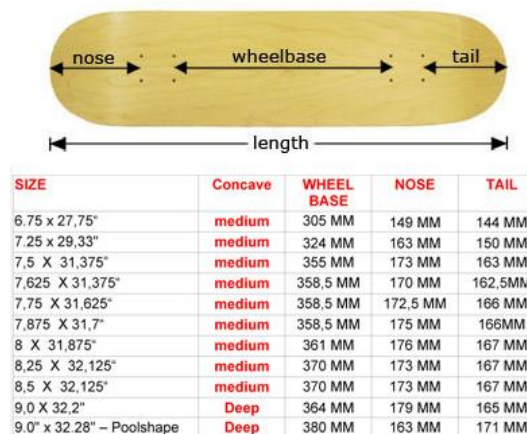 nose wheelbase tail
length
SIZE Concave WHEEL BASE NOSE TAIL
6.75 x 27,75" medium 305 MM 149 MM 144 MM
7.25 x 29,33" medium 324 MM 163 MM 150 MM
7,5 X 31,375" medium 355 MM 173 MM 163 MM
7,625 X 31,375" medium 358,5 MM 170 MM 162,5MM
7,75 X 31,625" medium 358,5 MM 172,5 MM 166 MM
7,875 X 31,7" medium 358,5 MM 175 MM 166MM
8 X 31,875" medium 361 MM 176 MM 167 MM
8,25 X 32,125" medium 370 MM 173 MM 167 MM
8,5 X 32,125" medium 370 MM 173 MM 167 MM
9,0 X 32,2" Deep 364 MM 179 MM 165 MM
9.0" x 32.28" – Poolshape Deep 380 MM 163 MM 171 MM